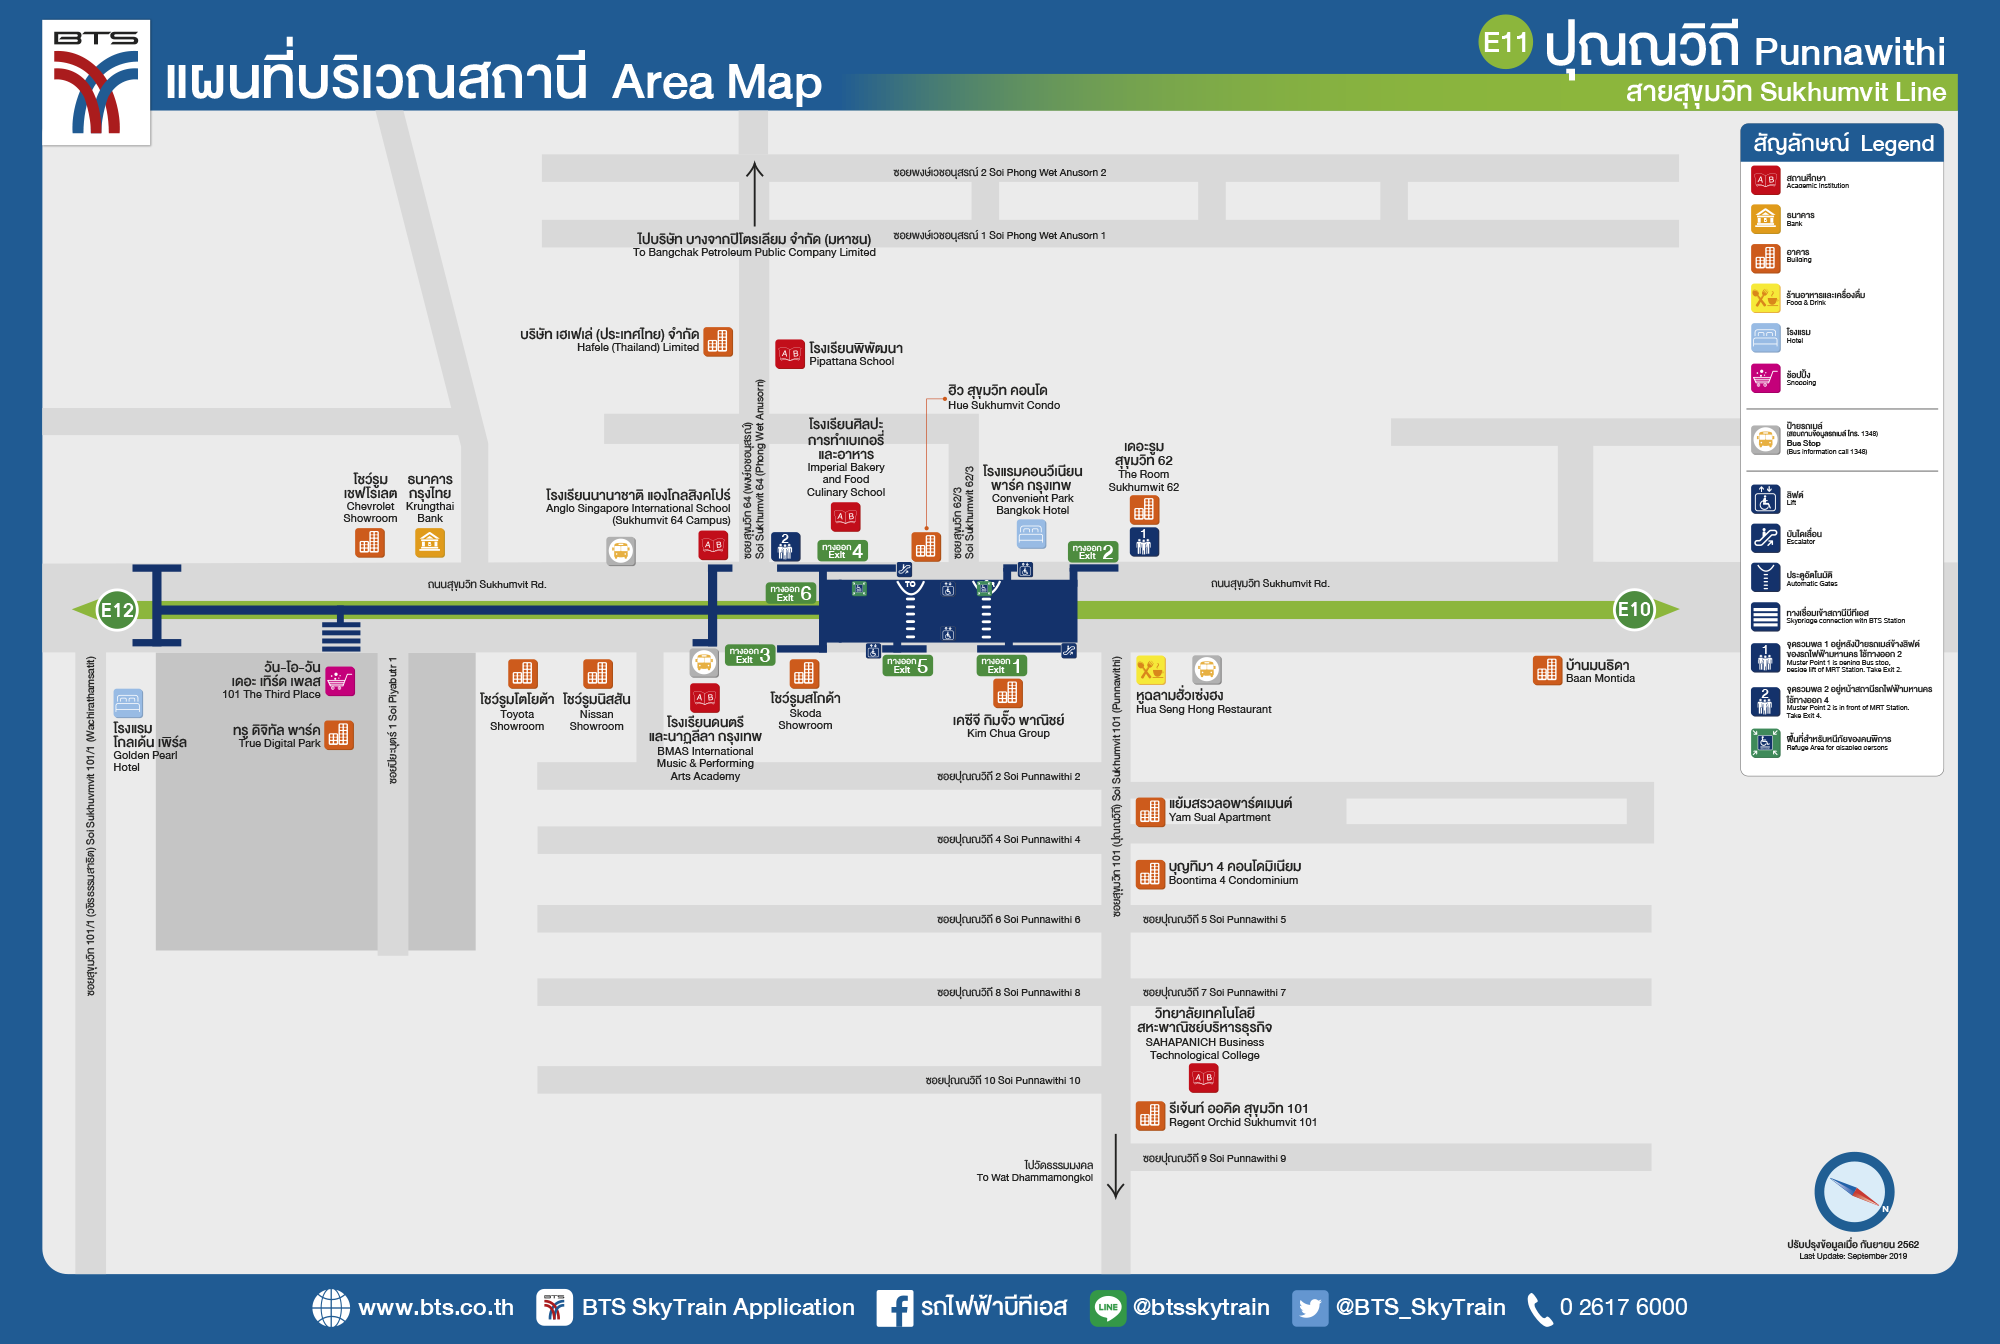 BTS
แผนที่บริเวณสถานี Area Map
E11 ปุณณวิถี Punnawithi
สายสุขุมวิท Sukhumvit Line
สัญลักษณ์ Legend
สถานศึกษา
Academic Institution
ธนาคาร
Bank
อาคาร
Building
ร้านอาหารและเครื่องดื่ม
Food & Drink
โรงแรม
Hotel
ช้อปปิ้ง
Shopping
ป้ายรถเมล์
(สอบถามข้อมูลรถเมล์ โทร. 1348)
Bus Stop
(Bus information call 1348)
ลิฟต์
Lift
บันไดเลื่อน
Escalator
ประตูอัตโนมัติ
Automatic Gates
ทางเชื่อมเข้าสถานีบีทีเอส
Skybridge connection with BTS Station
1
จุดรวมพล 1 อยู่หลังป้ายรถเมล์ข้างลิฟต์
ของรถไฟฟ้ามหานคร ใช้ทางออก 2
Muster Point 1 is behind Bus stop,
beside lift of MRT Station. Take Exit 2.
2
จุดรวมพล 2 อยู่หน้าสถานีรถไฟฟ้ามหานคร
ใช้ทางออก 4
Muster Point 2 is in front of MRT Station.
Take Exit 4.
พื้นที่สำหรับหนีภัยของคนพิการ
Refuge Area for disabled persons
ซอยพงษ์เวชอนุสรณ์ 2 Soi Phong Wet Anusorn 2
ซอยพงษ์เวชอนุสรณ์ 1 Soi Phong Wet Anusorn 1
ไปบริษัท บางจากปิโตรเลียม จำกัด (มหาชน)
To Bangchak Petroleum Public Company Limited
บริษัท เฮเฟเล่ (ประเทศไทย) จำกัด
Hafele (Thailand) Limited
โรงเรียนพิพัฒนา
Pipattana School
ฮิว สุขุมวิท คอนโด
Hue Sukhumvit Condo
ซอยสุขุมวิท 64 (พงษ์เวชอนุสรณ์)
Soi Sukhumvit 64 (Phong Wet Anusorn)
โรงเรียนศิลปะ
การทำเบเกอรี่
และอาหาร
Imperial Bakery
and Food
Culinary School
ซอยสุขุมวิท 62/3
Soi Sukhumvit 62/3
โรงแรมคอนวีเนียน
พาร์ค กรุงเทพ
Convenient Park
Bangkok Hotel
เดอะรูม
สุขุมวิท 62
The Room
Sukhumwit 62
โชว์รูม
เชฟโรเลต
Chevrolet
Showroom
ธนาคาร
กรุงไทย
Krungthai
Bank
โรงเรียนนานาชาติ แองโกลสิงคโปร์
Anglo Singapore International School
(Sukhumvit 64 Campus)
2
ทางออก
Exit 4
ทางออก
Exit 2
1
ถนนสุขุมวิท Sukhumvit Rd.
ถนนสุขุมวิท Sukhumvit Rd.
E12
ทางออก
Exit 6
E10
ทางออก
Exit 3
ทางออก
Exit 5
ทางออก
Exit 1
วัน-โอ-วัน
เดอะ เทิร์ด เพลส
101 The Third Place
ทรู ดิจิทัล พาร์ค
True Digital Park
โรงแรม
โกลเด้น เพิร์ล
Golden Pearl
Hotel
ซอยสุขุมวิท 101/1 (วชิรธรรมสาธิต) Soi Sukhuvmvit 101/1 (Wachirathamsatit)
ซอยปิยะบุตร์ 1 Soi Piyabutr 1
โชว์รูมโตโยต้า
Toyota
Showroom
โชว์รูมนิสสัน
Nissan
Showroom
โรงเรียนดนตรี
และนาฏลีลา กรุงเทพ
BMAS International
Music & Performing
Arts Academy
โชว์รูมสโกด้า
Skoda
Showroom
เคซีจี กิมจั๊ว พาณิชย์
Kim Chua Group
หูฉลามฮั่วเซ่งฮง
Hua Seng Hong Restaurant
บ้านมนธิดา
Baan Montida
ซอยสุขุมวิท 101 (ปุณณวิถี) Soi Sukhumvit 101 (Punnawithi)
ซอยปุณณวิถี 2 Soi Punnawithi 2
แย้มสรวลอพาร์ตเมนต์
Yam Sual Apartment
ซอยปุณณวิถี 4 Soi Punnawithi 4
บุญทิมา 4 คอนโดมิเนียม
Boontima 4 Condominium
ซอยปุณณวิถี 6 Soi Punnawithi 6
ซอยปุณณวิถี 5 Soi Punnawithi 5
ซอยปุณณวิถี 8 Soi Punnawithi 8
ซอยปุณณวิถี 7 Soi Punnawithi 7
วิทยาลัยเทคโนโลยี
สหะพาณิชย์บริหารธุรกิจ
SAHAPANICH Business
Technological College
ซอยปุณณวิถี 10 Soi Punnawithi 10
รีเจ้นท์ ออคิด สุขุมวิท 101
Regent Orchid Sukhumvit 101
ซอยปุณณวิถี 9 Soi Punnawithi 9
ไปวัดธรรมมงคล
To Wat Dhammamongkol
N
ปรับปรุงข้อมูลเมื่อ กันยายน 2562
Last Update: September 2019
www.bts.co.th
BTS SkyTrain Application
รถไฟฟ้าบีทีเอส
LINE @btsskytrain
@BTS_SkyTrain
0 2617 6000